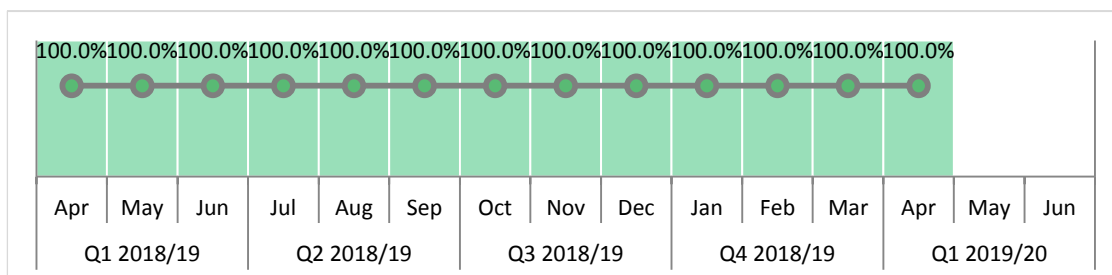 100.0% 100.0% 100.0% 100.0% 100.0% 100.0% 100.0% 100.0% 100.0% 100.0% 100.0% 100.0% 100.0%
Apr May Jun Jul Aug Sep Oct Nov Dec Jan Feb Mar Apr May Jun
Q1 2018/19 Q2 2018/19 Q3 2018/19 Q4 2018/19 Q1 2019/20